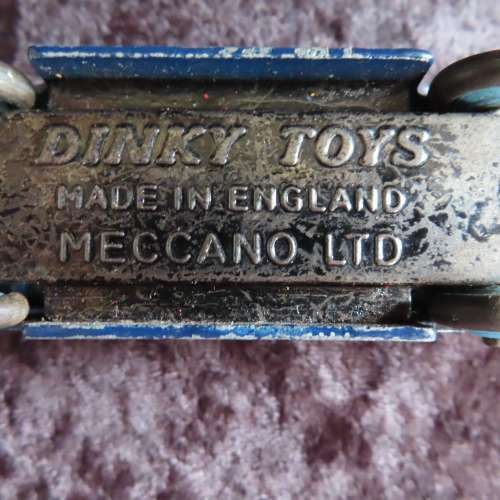 DINKY TOYS
MADE IN ENGLAND
MECCANO LTD